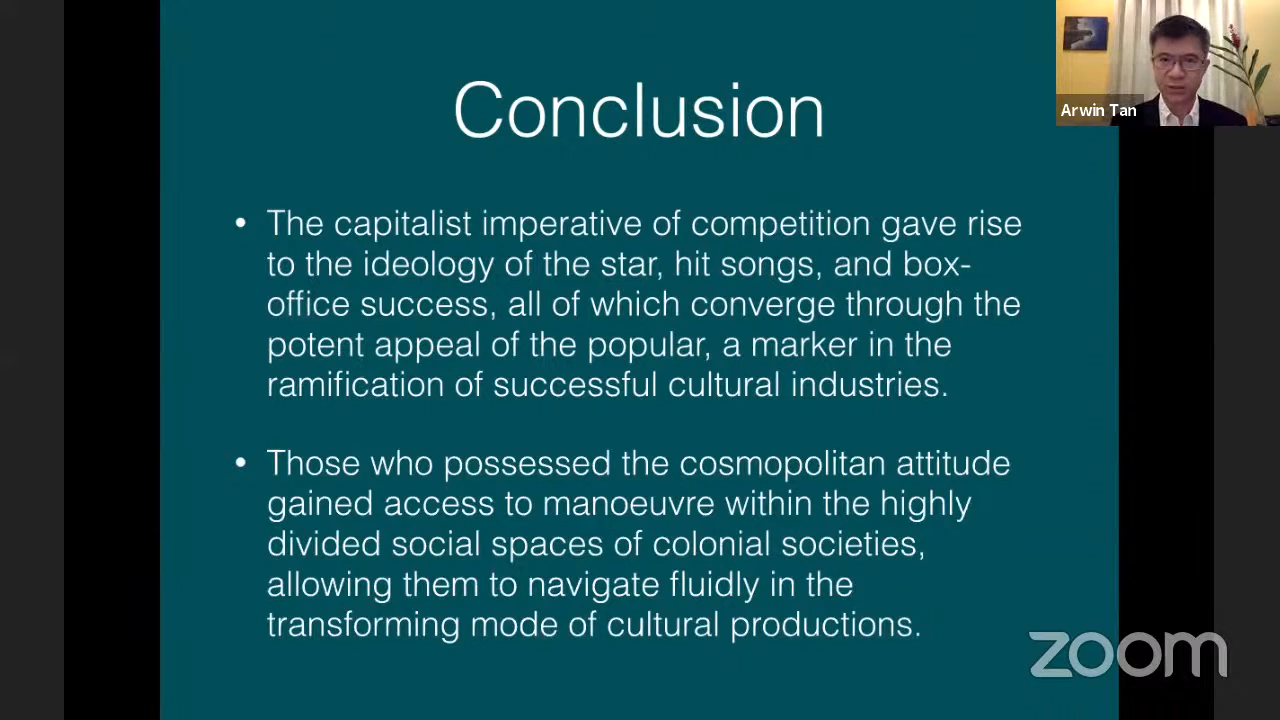 Conclusion
Arwin Tan
• The capitalist imperative of competition gave rise
to the ideology of the star, hit songs, and box-
office success, all of which converge through the
potent appeal of the popular, a marker in the
ramification of successful cultural industries.
• Those who possessed the cosmopolitan attitude
gained access to manoeuvre within the highly
divided social spaces of colonial societies,
allowing them to navigate fluidly in the
transforming mode of cultural productions.
zoom